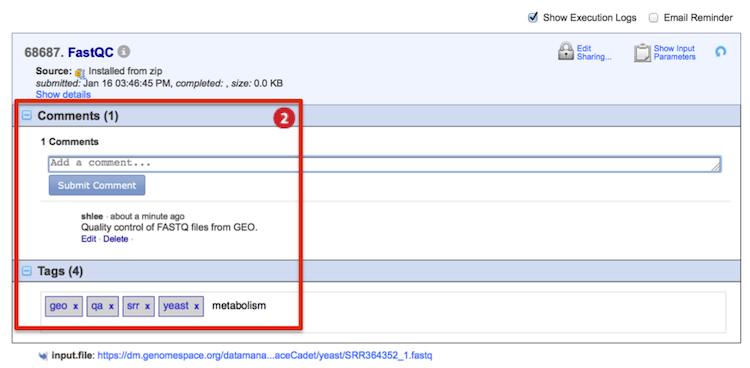 Show Execution Logs Email Reminder
68687. FastQC
Edit Sharing...
Show Input Parameters
Source: Installed from zip
submitted: Jan 16 03:46:45 PM, completed: , size: 0.0 KB
Show details
Comments (1)
2
1 Comments
Add a comment...
Submit Comment
shlee · about a minute ago
Quality control of FASTQ files from GEO.
Edit · Delete ·
Tags (4)
geo x qa x srr x yeast x metabolism
input.file: https://dm.genomespace.org/datamana...aceCadet/yeast/SRR364352_1.fastq